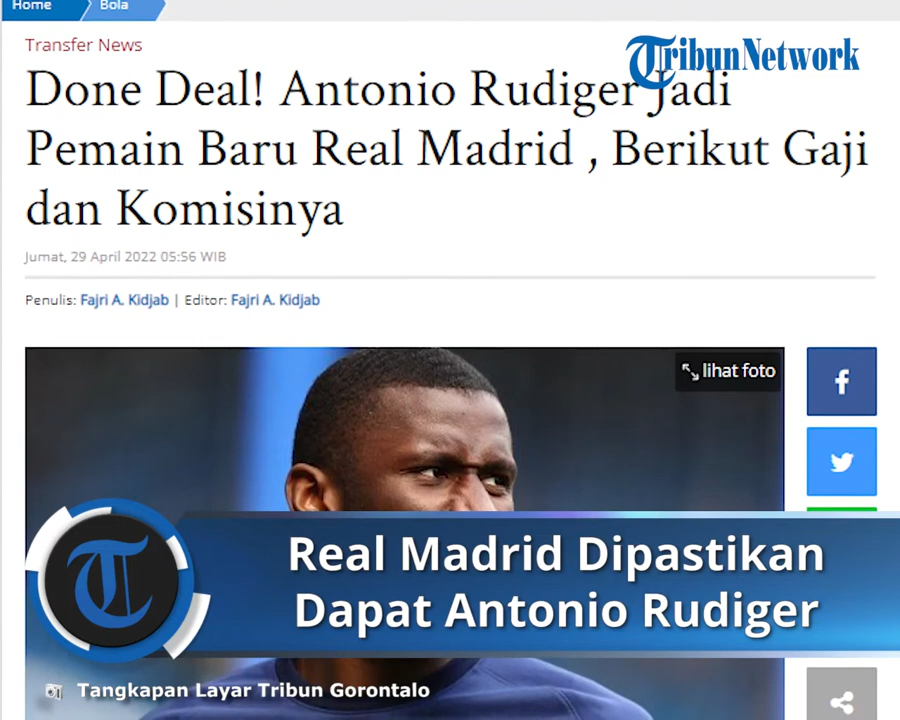 Home Bola
Transfer News
TribunNetwork
Done Deal! Antonio Rudiger Jadi
Pemain Baru Real Madrid , Berikut Gaji
dan Komisinya
Jumat, 29 April 2022 05:56 WIB
Penulis: Fajri A. Kidjab | Editor: Fajri A. Kidjab
lihat foto
Real Madrid Dipastikan
Dapat Antonio Rudiger
Tangkapan Layar Tribun Gorontalo